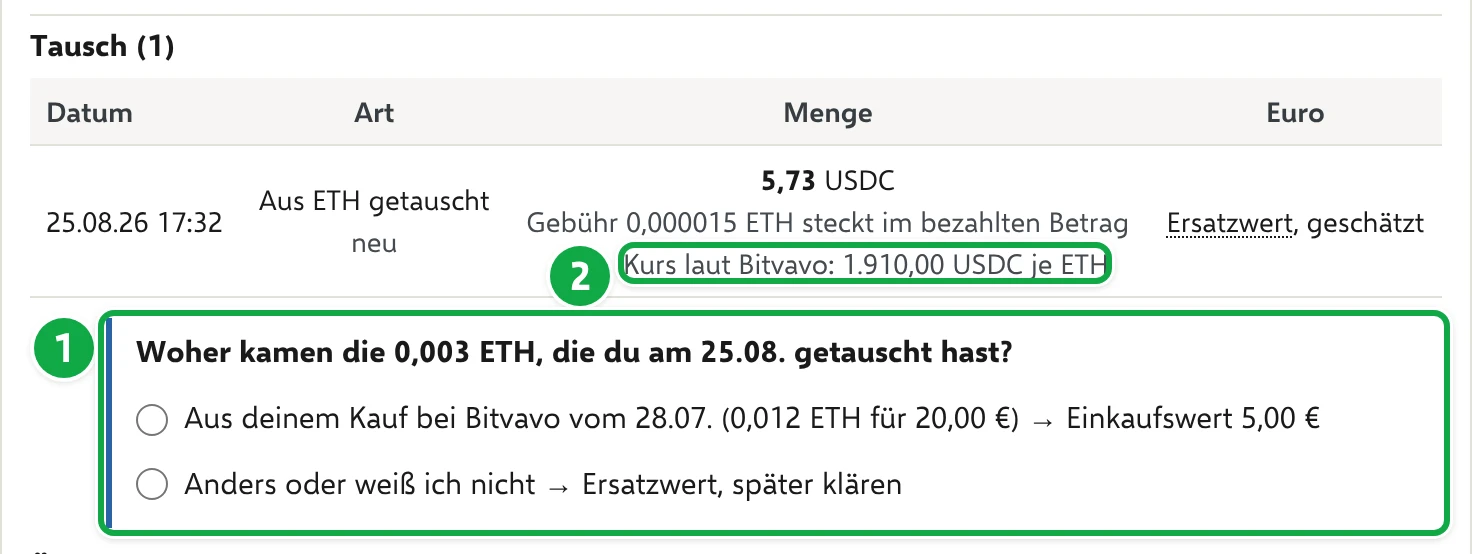 Tausch (1)
Datum Art Menge Euro
25.08.26 17:32 Aus ETH getauscht neu 5,73 USDC
Gebühr 0,000015 ETH steckt im bezahlten Betrag
Kurs laut Bitvavo: 1.910,00 USDC je ETH
Ersatzwert, geschätzt
2
1
Woher kamen die 0,003 ETH, die du am 25.08. getauscht hast?
Aus deinem Kauf bei Bitvavo vom 28.07. (0,012 ETH für 20,00 €) → Einkaufswert 5,00 €
Anders oder weiß ich nicht → Ersatzwert, später klären